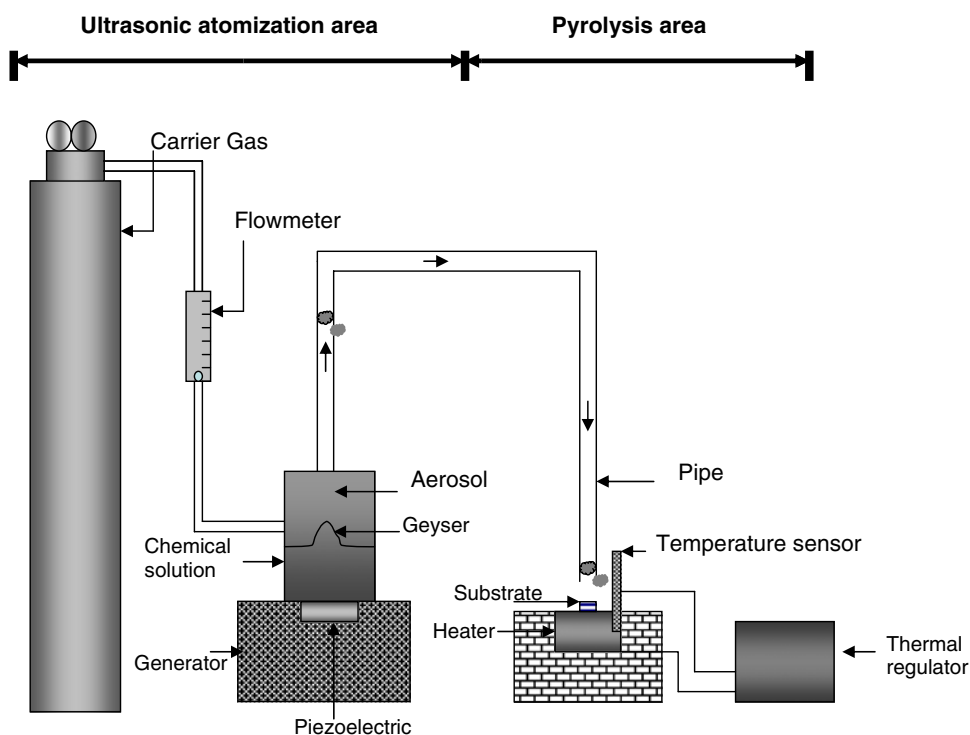 Ultrasonic atomization area
Pyrolysis area
Carrier Gas
Flowmeter
Aerosol
Pipe
Geyser
Chemical
solution
Temperature sensor
Substrate
Heater
Generator
Thermal
regulator
Piezoelectric